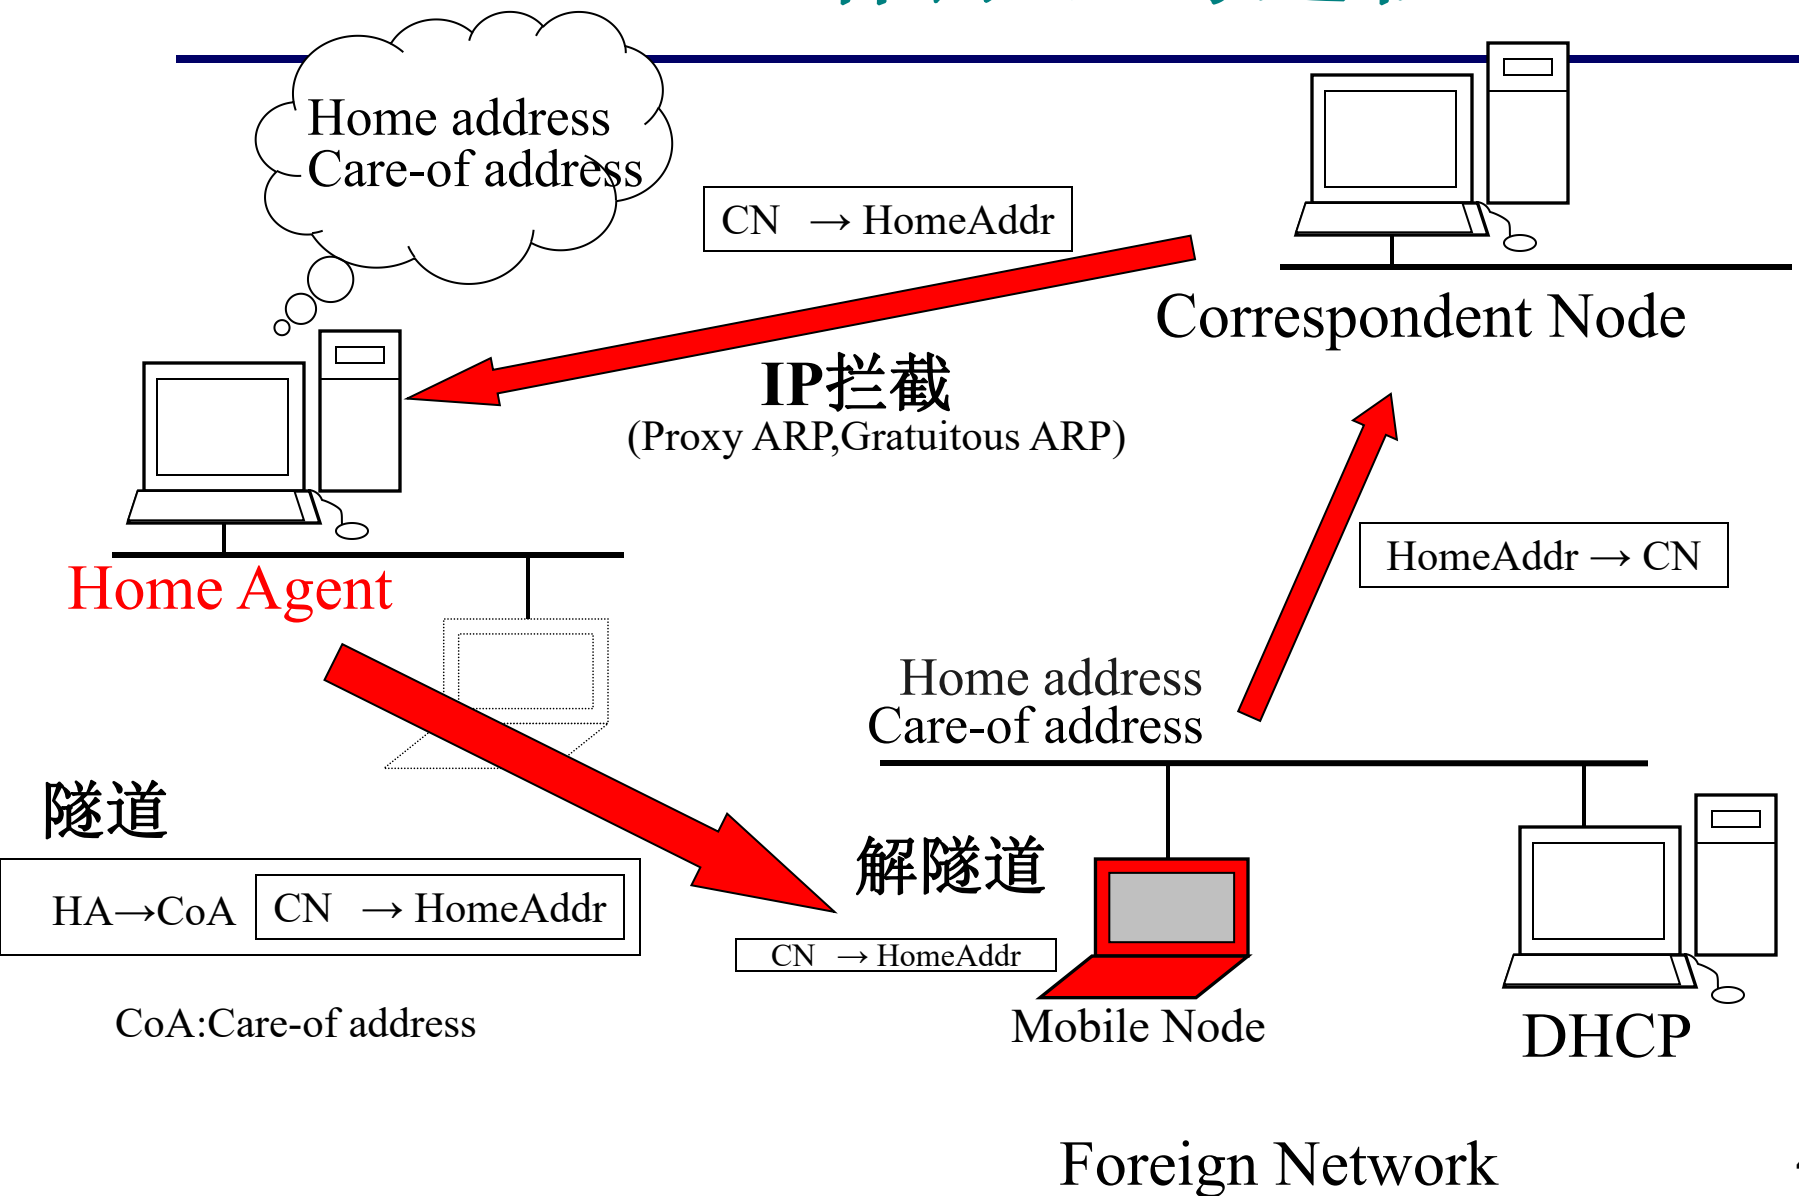 Home address
Care-of address
CN → HomeAddr
Correspondent Node
IP拦截
(Proxy ARP,Gratuitous ARP)
Home Agent
HomeAddr → CN
Home address
Care-of address
隧道
HA→CoA CN → HomeAddr
解隧道
CN → HomeAddr
CoA:Care-of address
Mobile Node
DHCP
Foreign Network